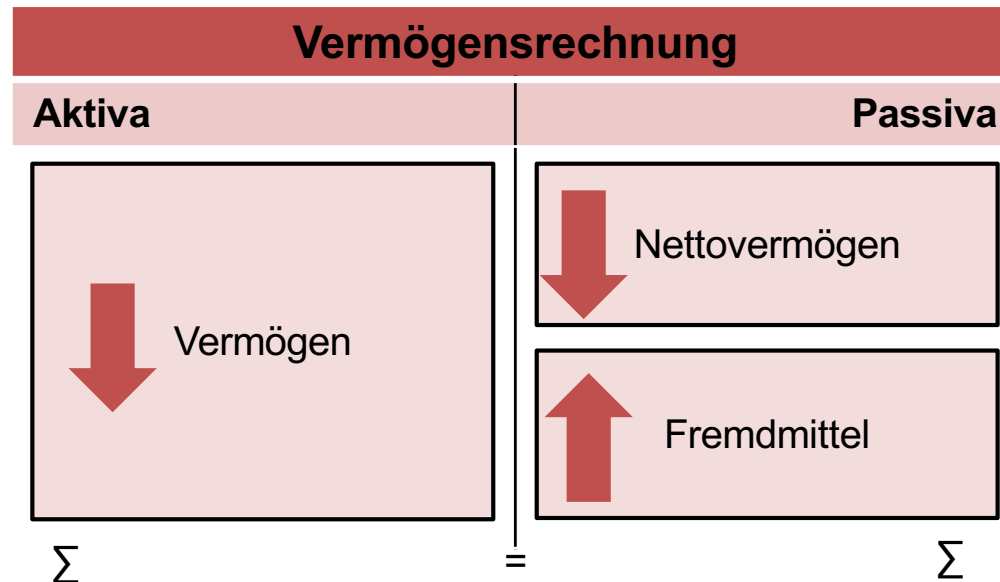 Vermögensrechnung
Aktiva Passiva
Vermögen
Nettovermögen
Fremdmittel
∑ = ∑